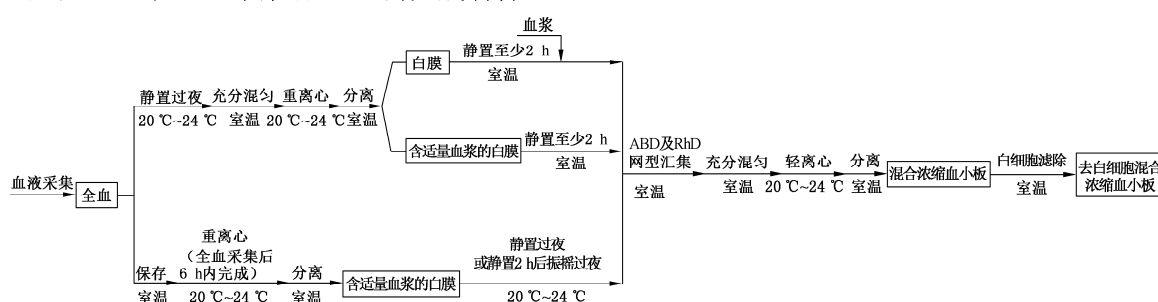 血浆
白膜
静置至少2 h
室温
静置过夜
充分混匀
重离心
分离
20 ℃~24 ℃
室温
20 ℃~24 ℃
室温
含适量血浆的白膜
静置至少2 h
室温
ABD及RhD
网型汇集
室温
充分混匀
室温
轻离心
20 ℃~24 ℃
分离
室温
混合浓缩血小板
白细胞滤除
室温
去白细胞混合
浓缩血小板
血液采集
全血
重离心
（全血采集后
6 h内完成）
保存
室温
20 ℃~24 ℃
分离
室温
含适量血浆的白膜
静置过夜
或静置2 h后振摇过夜
20 ℃~24 ℃